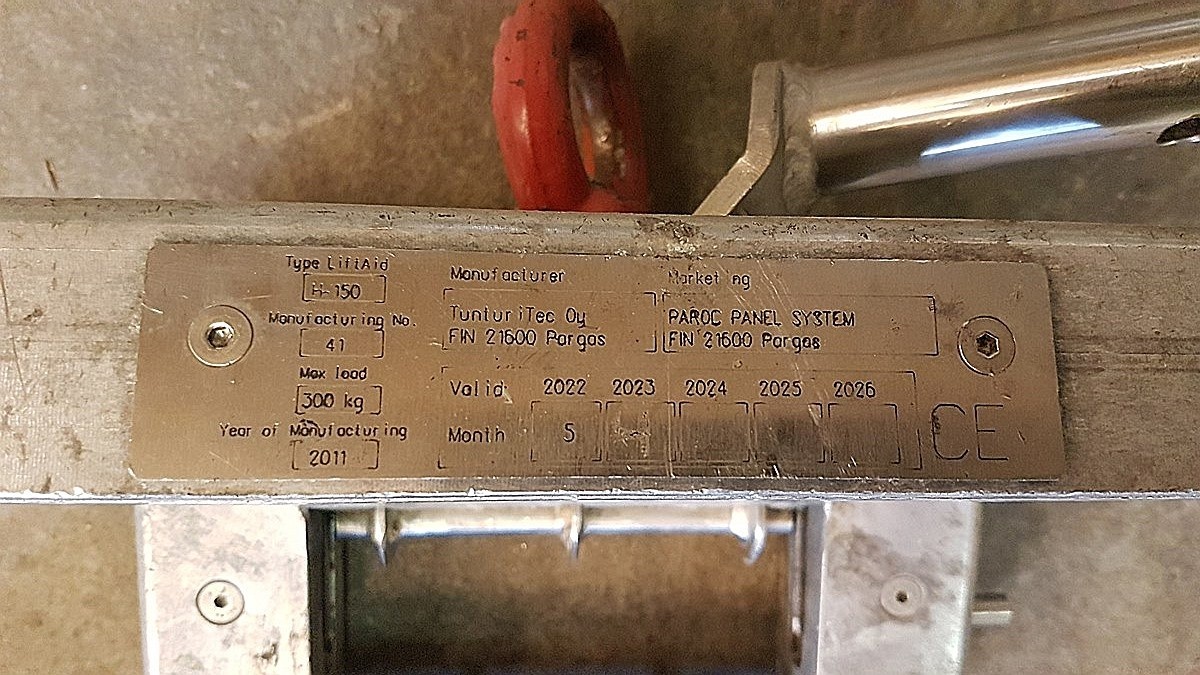 Type LiftAid
H-150
Manufacturing No.
41
Max load
300 kg
Year of Manufacturing
2011
Manufacturer
TunturiTec Oy
FIN 21600 Pargas
Marketing
PAROC PANEL SYSTEM
FIN 21600 Pargas
Valid 2022 2023 2024 2025 2026
Month 5
CE